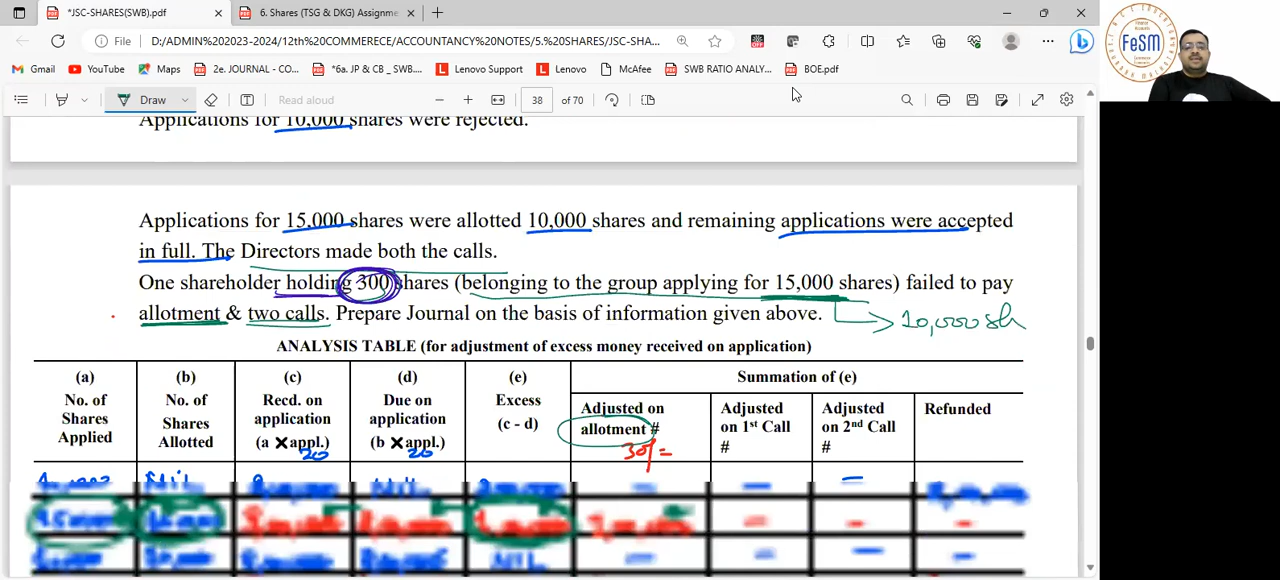 *JSC-SHARES(SWB).pdf
6. Shares (TSG & DKG) Assignme
File
D:/ADMIN%202023-2024/12th%20COMMERECE/ACCOUNTANCY%20NOTES/5.%20SHARES/JSC-SHA...
Gmail
YouTube
Maps
2e. JOURNAL - CO...
*6a. JP & CB _ SWB...
Lenovo Support
Lenovo
McAfee
SWB RATIO ANALY...
BOE.pdf
FeSM
Draw
Read aloud
38
of 70
Applications for 10,000 shares were rejected.
Applications for 15,000 shares were allotted 10,000 shares and remaining applications were accepted
in full. The Directors made both the calls.
One shareholder holding 300 shares (belonging to the group applying for 15,000 shares) failed to pay
allotment & two calls. Prepare Journal on the basis of information given above.
10,000 sh
ANALYSIS TABLE (for adjustment of excess money received on application)
(a)
No. of
Shares
Applied
(b)
No. of
Shares
Allotted
(c)
Recd. on
application
(a X appl.)
20
(d)
Due on
application
(b X appl.)
20
(e)
Excess
(c - d)
Summation of (e)
Adjusted on
allotment #
30/=
Adjusted
on 1st Call
#
Adjusted
on 2nd Call
#
Refunded